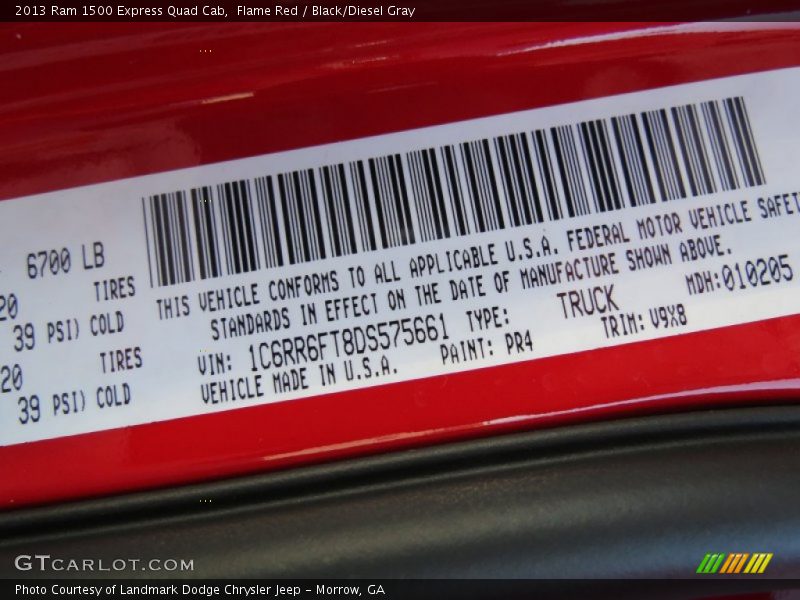 2013 Ram 1500 Express Quad Cab,  Flame Red / Black/Diesel Gray
6700 LB
20 TIRES
39 PSI) COLD
20 TIRES
39 PSI) COLD
THIS VEHICLE CONFORMS TO ALL APPLICABLE U.S.A. FEDERAL MOTOR VEHICLE SAFET
STANDARDS IN EFFECT ON THE DATE OF MANUFACTURE SHOWN ABOVE.
VIN: 1C6RR6FT8DS575661 TYPE: TRUCK MDH:010205
VEHICLE MADE IN U.S.A. PAINT: PR4 TRIM: V9X8
GTCARLOT.COM
Photo Courtesy of Landmark Dodge Chrysler Jeep – Morrow, GA